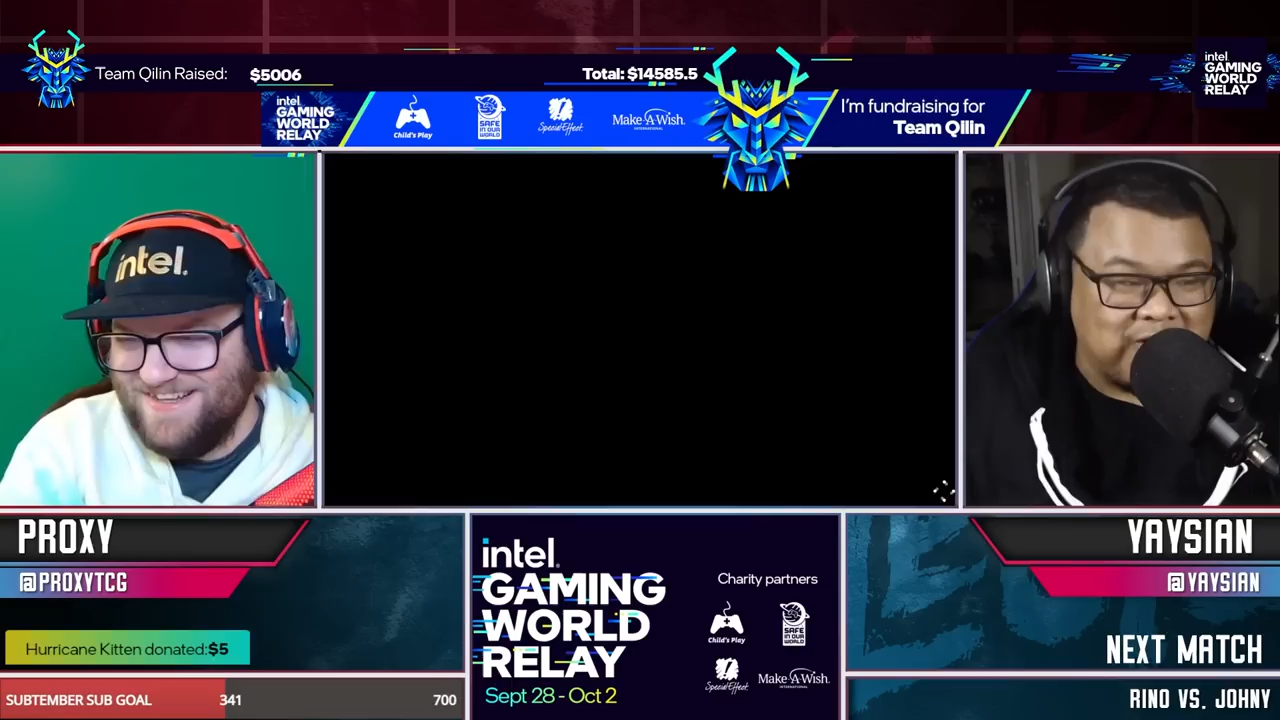 Team Qilin Raised: $5006
Total: $14585.5
intel.
GAMING
WORLD
RELAY
intel
GAMING
WORLD
RELAY
Child's Play
SAFE
IN OUR
WORLD
SpecialEffect
Make-A-Wish.
INTERNATIONAL
I'm fundraising for
Team Qilin
intel.
PROXY
@PROXYTCG
Hurricane Kitten donated:$5
SUBTEMBER SUB GOAL 341 700
intel.
GAMING
WORLD
RELAY
Sept 28 - Oct 2
Charity partners
Child's Play
SAFE
IN OUR
WORLD
SpecialEffect
Make-A-Wish.
INTERNATIONAL
YAYSIAN
@YAYSIAN
NEXT MATCH
RINO VS. JOHNY